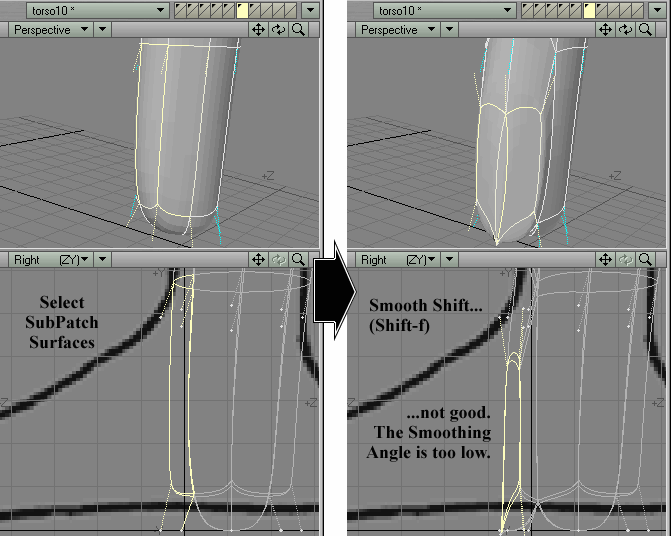 torso10 *
torso10 *
Perspective
Perspective
+Z
+Z
Right (ZY)
Right (ZY)
+Y
Select
SubPatch
Surfaces
Smooth Shift...
(Shift-f)
+Z
+Z
...not good.
The Smoothing
Angle is too low.